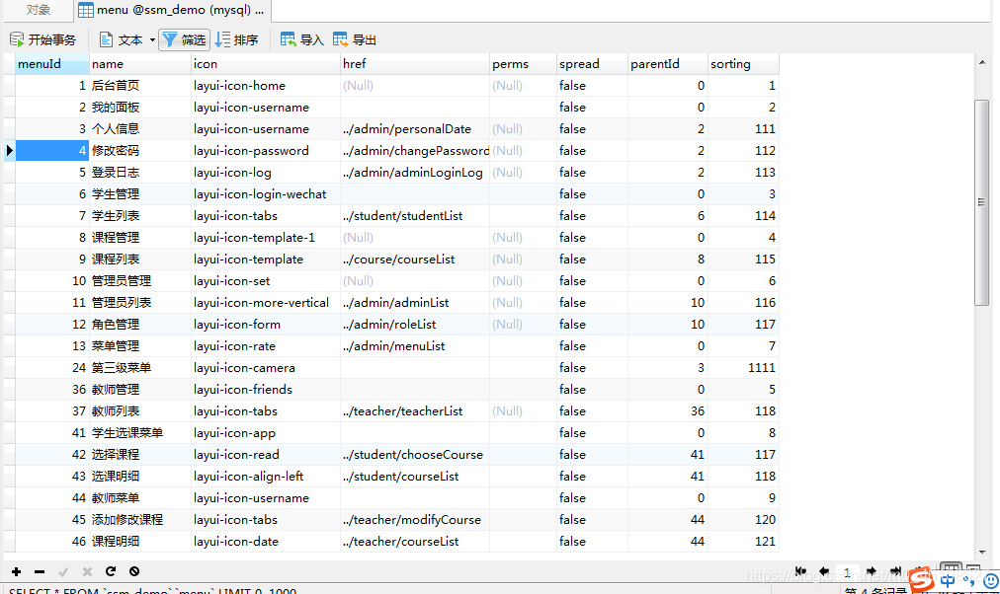 对象 menu @ssm_demo (mysql) ...
开始事务 文本 筛选 排序 导入 导出
menuId name icon href perms spread parentId sorting
1 后台首页 layui-icon-home (Null) (Null) false 0 1
2 我的面板 layui-icon-username false 0 2
3 个人信息 layui-icon-username ../admin/personalDate (Null) false 2 111
4 修改密码 layui-icon-password ../admin/changePassword (Null) false 2 112
5 登录日志 layui-icon-log ../admin/adminLoginLog (Null) false 2 113
6 学生管理 layui-icon-login-wechat false 0 3
7 学生列表 layui-icon-tabs ../student/studentList false 6 114
8 课程管理 layui-icon-template-1 (Null) (Null) false 0 4
9 课程列表 layui-icon-template ../course/courseList (Null) false 8 115
10 管理员管理 layui-icon-set (Null) (Null) false 0 6
11 管理员列表 layui-icon-more-vertical ../admin/adminList (Null) false 10 116
12 角色管理 layui-icon-form ../admin/roleList (Null) false 10 117
13 菜单管理 layui-icon-rate ../admin/menuList false 0 7
24 第三级菜单 layui-icon-camera false 3 1111
36 教师管理 layui-icon-friends false 0 5
37 教师列表 layui-icon-tabs ../teacher/teacherList (Null) false 36 118
41 学生选课菜单 layui-icon-app false 0 8
42 选择课程 layui-icon-read ../student/chooseCourse false 41 117
43 选课明细 layui-icon-align-left ../student/courseList false 41 118
44 教师菜单 layui-icon-username false 0 9
45 添加修改课程 layui-icon-tabs ../teacher/modifyCourse false 44 120
46 课程明细 layui-icon-date ../teacher/courseList false 44 121
1
中
SELECT * FROM `ssm_demo`.`menu` LIMIT 0, 1000 第 4 条记录